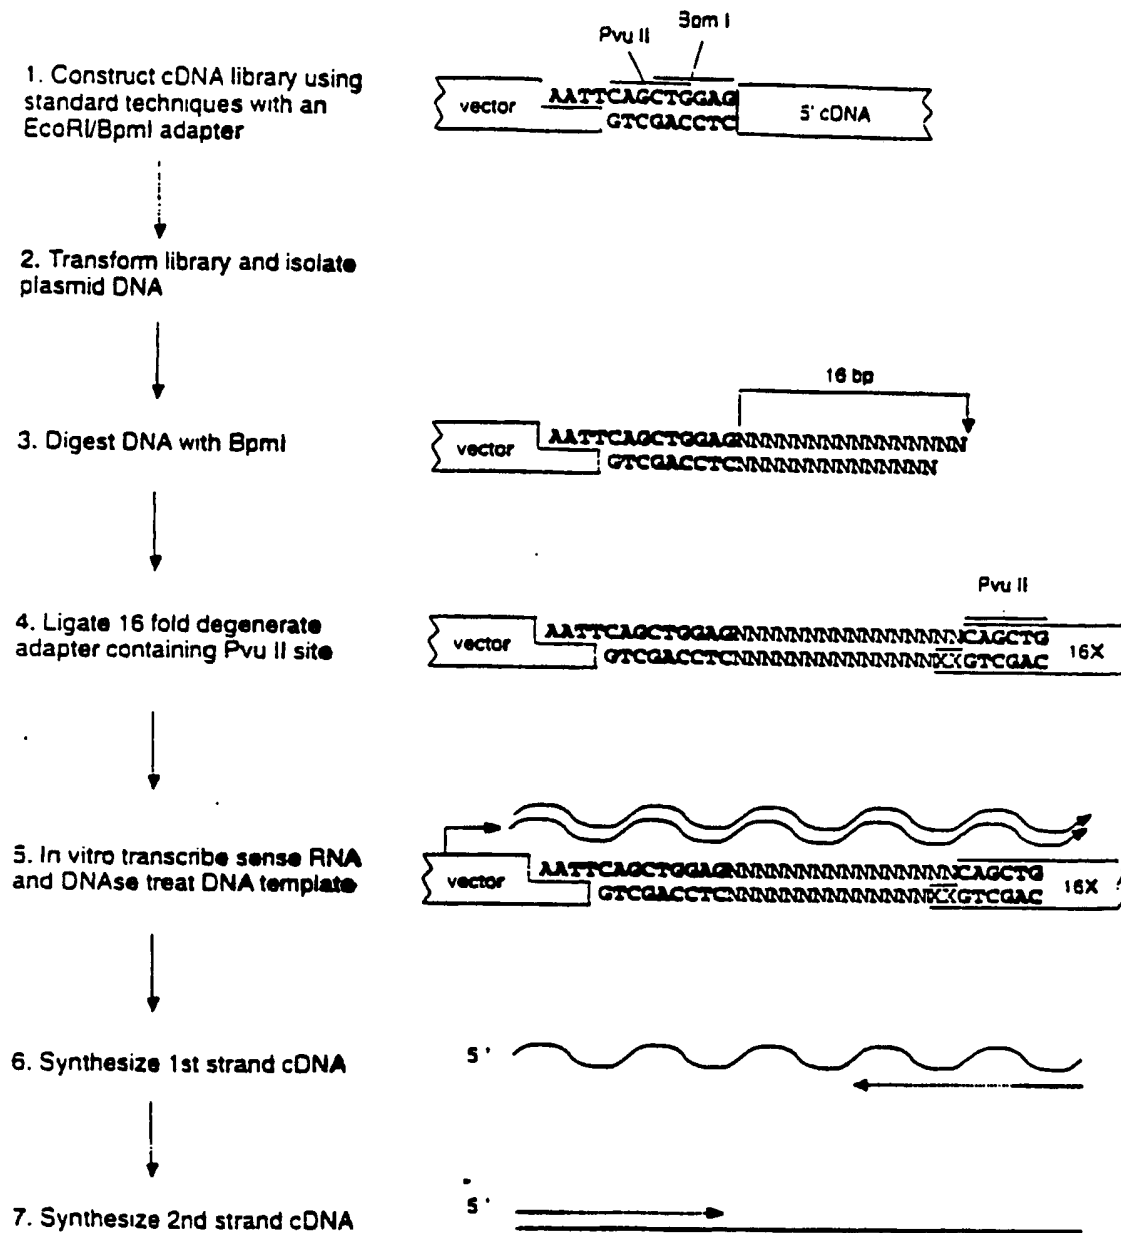 1. Construct cDNA library using
standard techniques with an
EcoRI/BpmI adapter
Pvu II
Bpm I
vector
AATTCAGCTGGAG
GTCGACCTC
5' cDNA
2. Transform library and isolate
plasmid DNA
16 bp
3. Digest DNA with BpmI
vector
AATTCAGCTGGAGNNNNNNNNNNNNNNNN
GTCGACCTCNNNNNNNNNNNNNN
Pvu II
4. Ligate 16 fold degenerate
adapter containing Pvu II site
vector
AATTCAGCTGGAGNNNNNNNNNNNNNNNNCAGCTG
GTCGACCTCNNNNNNNNNNNNNNXXGTCGAC
16X
5. In vitro transcribe sense RNA
and DNAse treat DNA template
vector
AATTCAGCTGGAGNNNNNNNNNNNNNNNNCAGCTG
GTCGACCTCNNNNNNNNNNNNNNXXGTCGAC
16X
6. Synthesize 1st strand cDNA
5'
7. Synthesize 2nd strand cDNA
5'